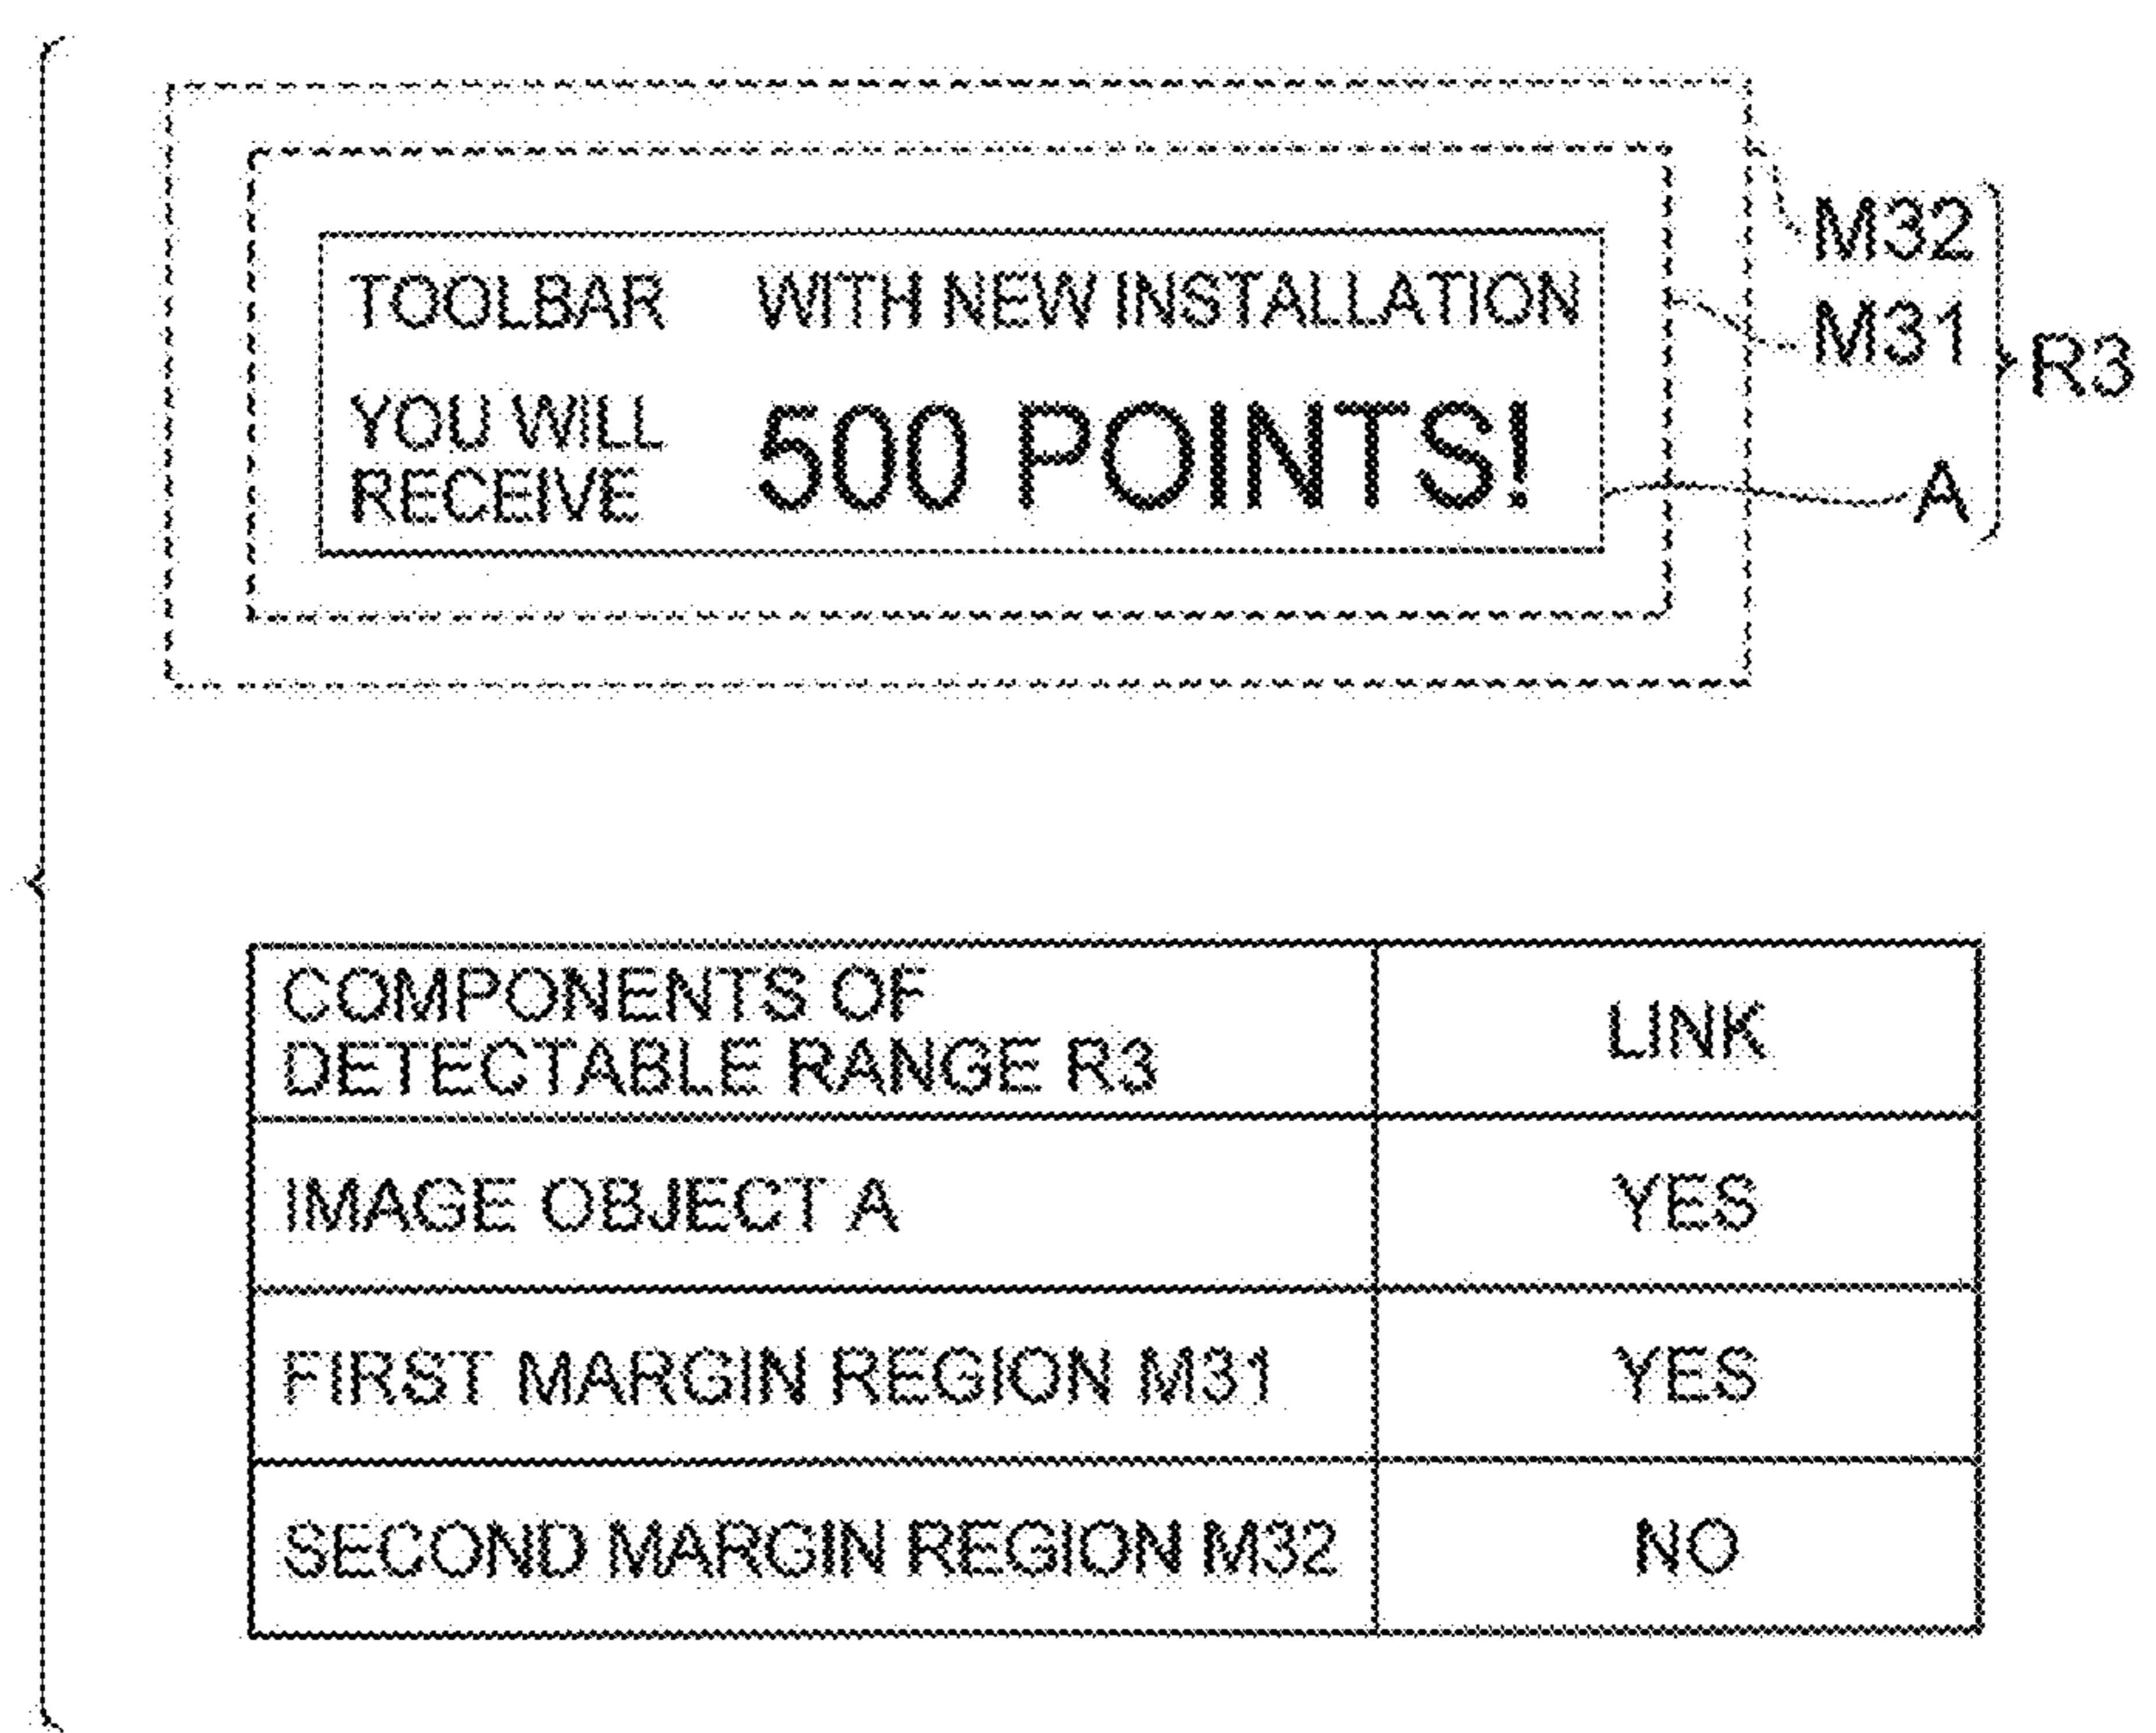 TOOLBAR WITH NEW INSTALLATION
YOU WILL
RECEIVE
500 POINTS!
M32
M31
R3
A
COMPONENTS OF
DETECTABLE RANGE R3
LINK
IMAGE OBJECT A
YES
FIRST MARGIN REGION M31
YES
SECOND MARGIN REGION M32
NO